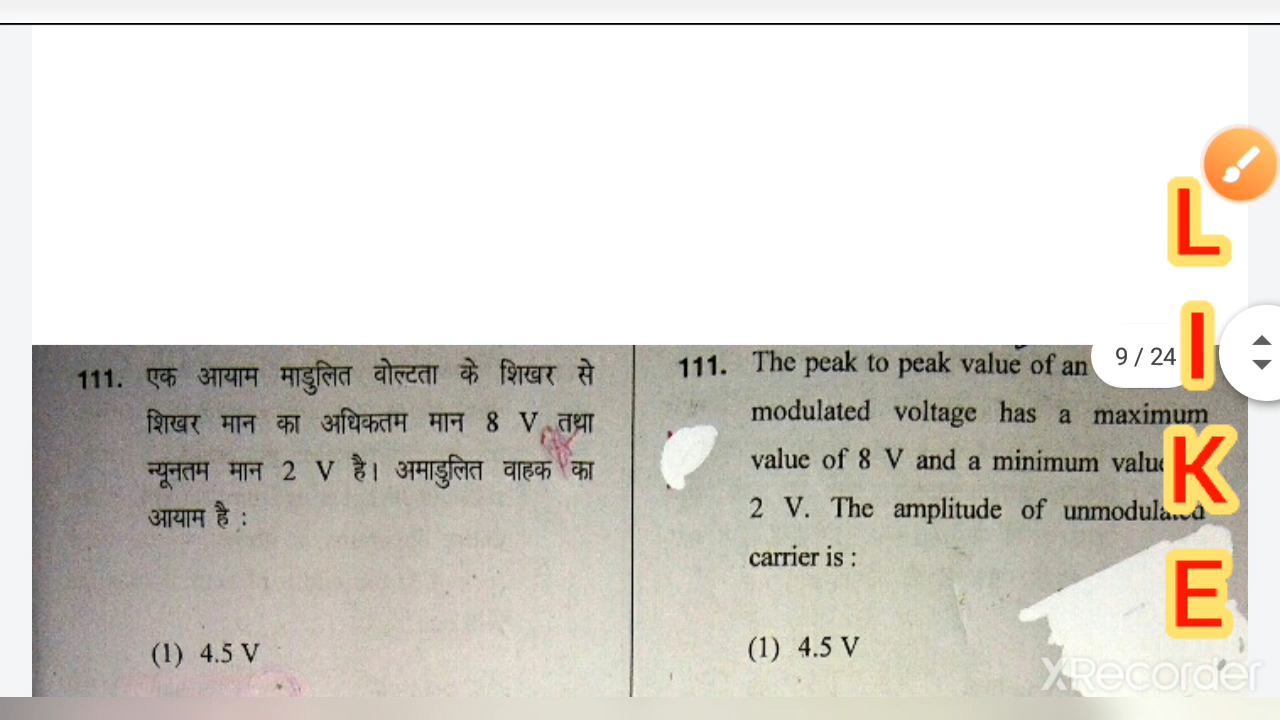 111. एक आयाम माडुलित वोल्टता के शिखर से
शिखर मान का अधिकतम मान 8 V तथा
न्यूनतम मान 2 V है। अमाडुलित वाहक का
आयाम है :
(1) 4.5 V
111. The peak to peak value of an
modulated voltage has a maximum
value of 8 V and a minimum
2 V. The amplitude of unmodulated
carrier is :
(1) 4.5 V
9 / 24
L
I
K
E
XRecorder